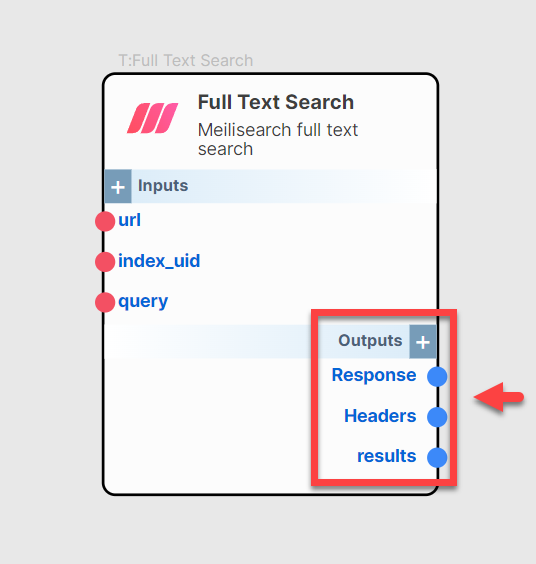 T:Full Text Search
Full Text Search
Meilisearch full text
search
+ Inputs
url
index_uid
query
Outputs +
Response
Headers
results